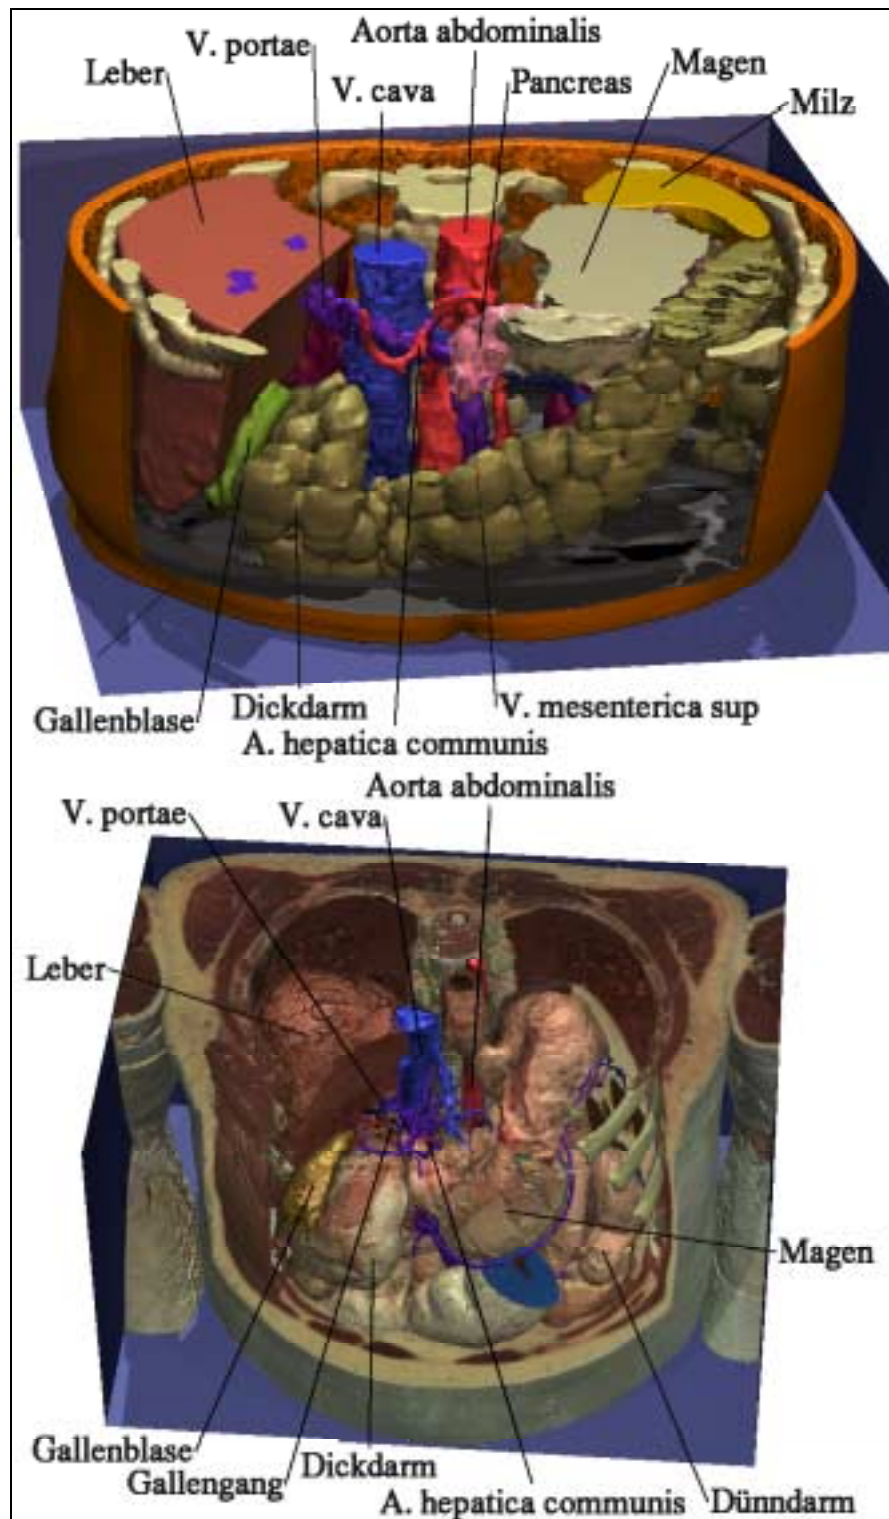 Aorta abdominalis
V. portae
Leber
V. cava
Pancreas
Magen
Milz
Gallenblase
Dickdarm
V. mesenterica sup
A. hepatica communis
Aorta abdominalis
V. portae
V. cava
Leber
Magen
Gallenblase
Gallengang
Dickdarm
A. hepatica communis
Dünndarm